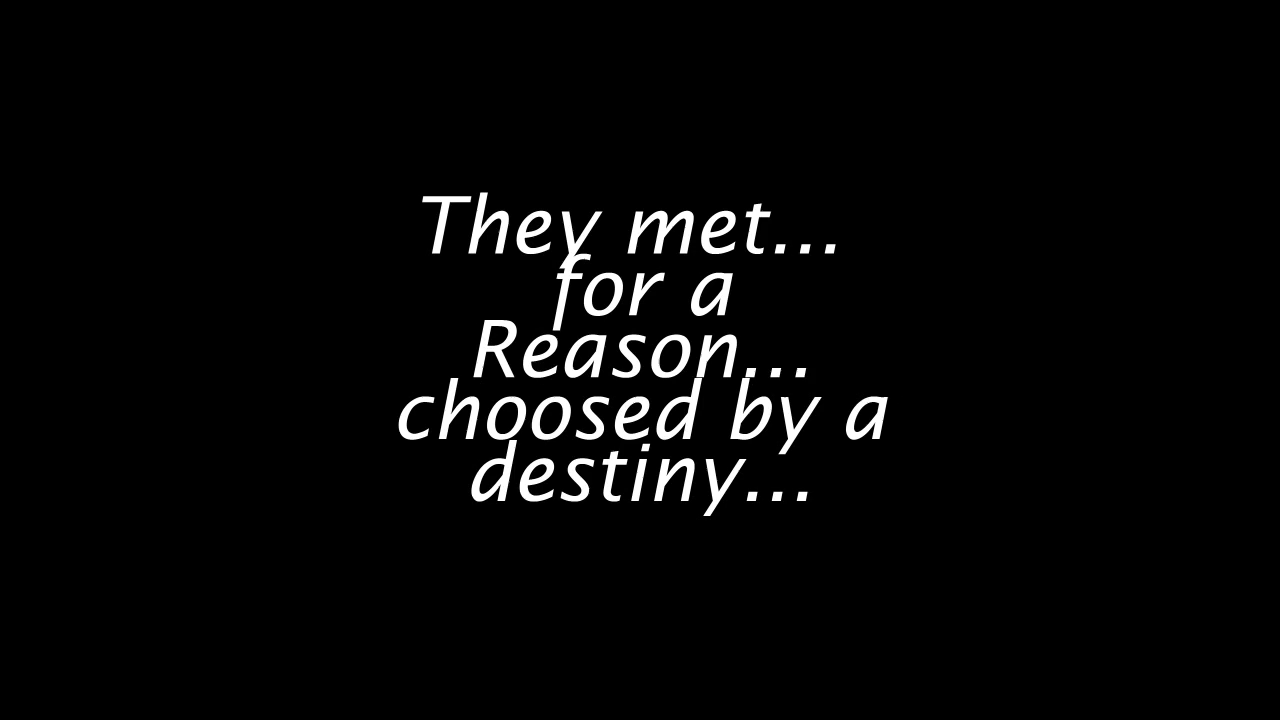 They met...
for a
Reason...
choosed by a
destiny...